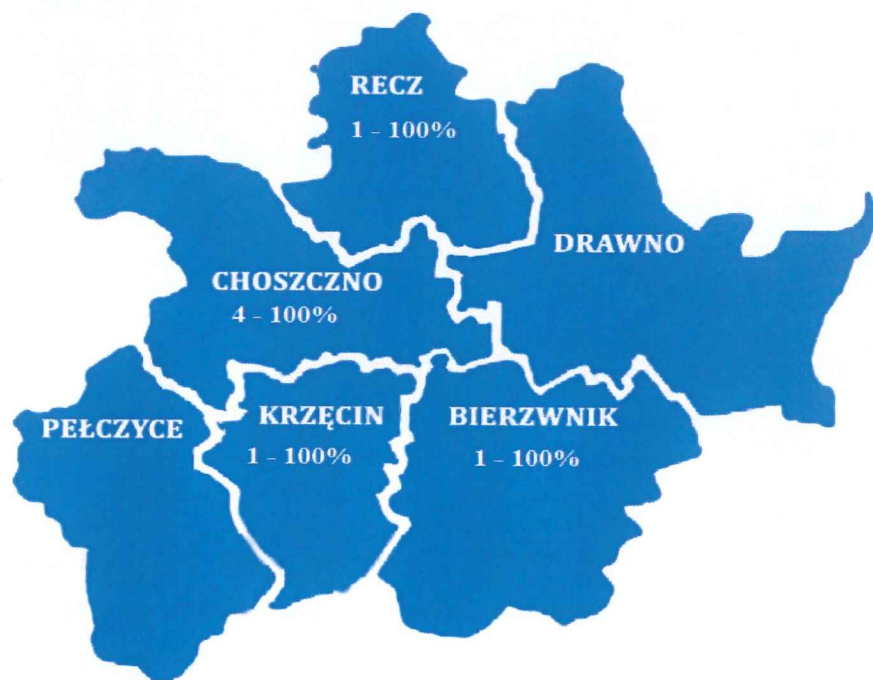 RECZ
1 - 100%
DRAWNO
CHOSZCZNO
4 - 100%
PEŁCZYCE
KRZĘCIN
1 - 100%
BIERZWNIK
1 - 100%